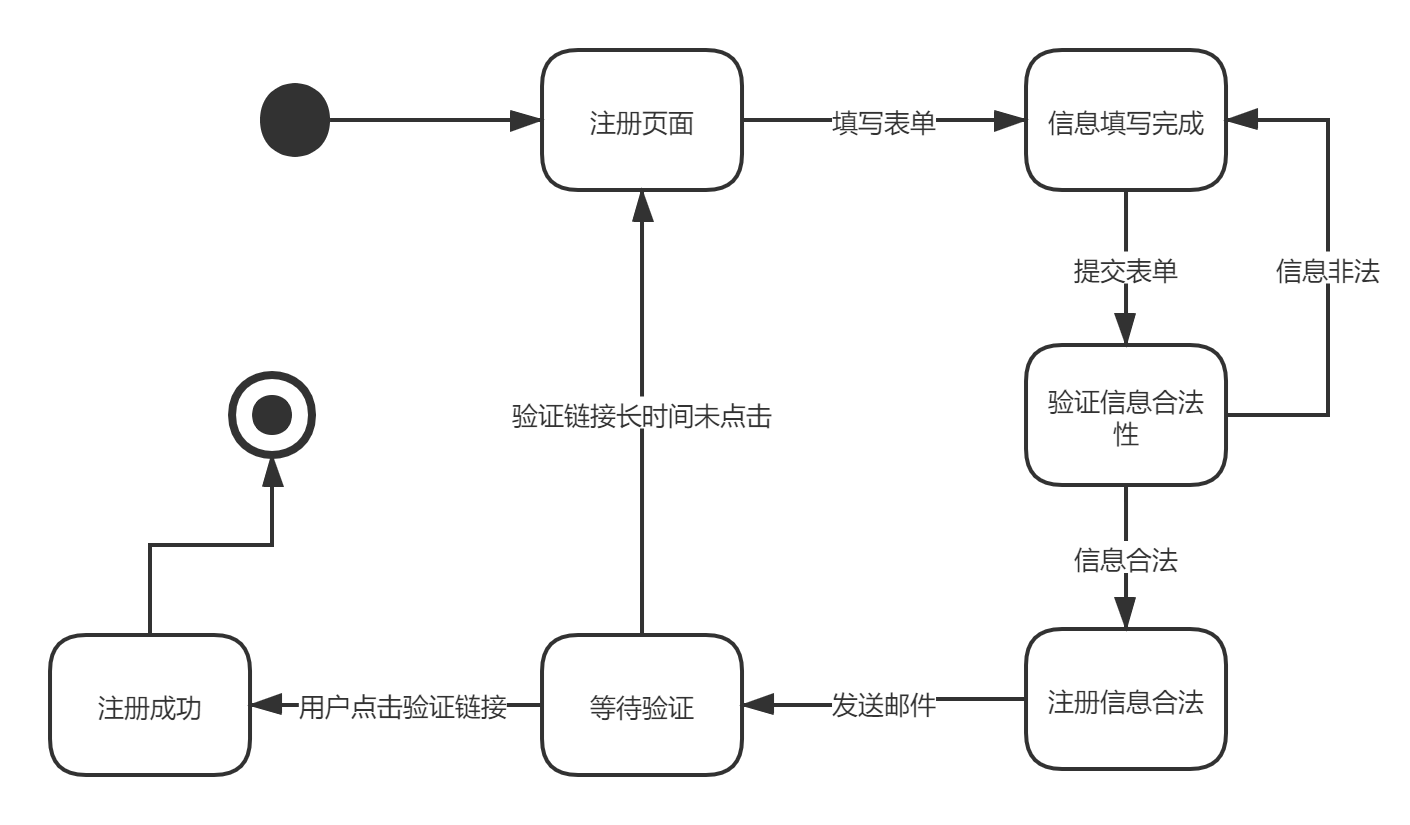 注册页面
填写表单
信息填写完成
提交表单
信息非法
验证信息合法
性
验证链接长时间未点击
信息合法
注册成功
用户点击验证链接
等待验证
发送邮件
注册信息合法